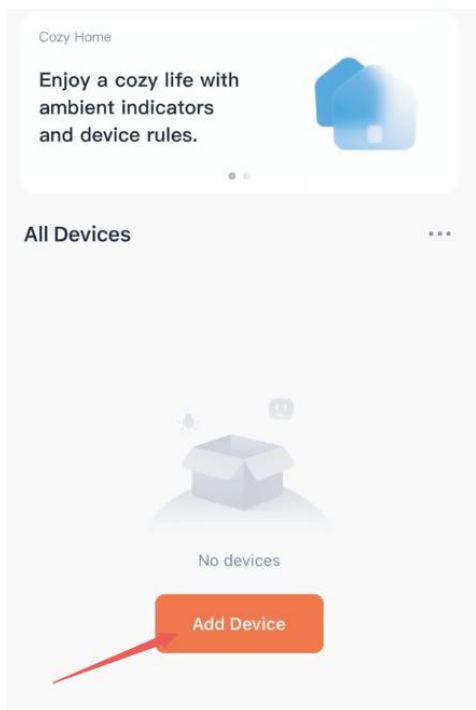 Cozy Home
Enjoy a cozy life with
ambient indicators
and device rules.
All Devices
No devices
Add Device